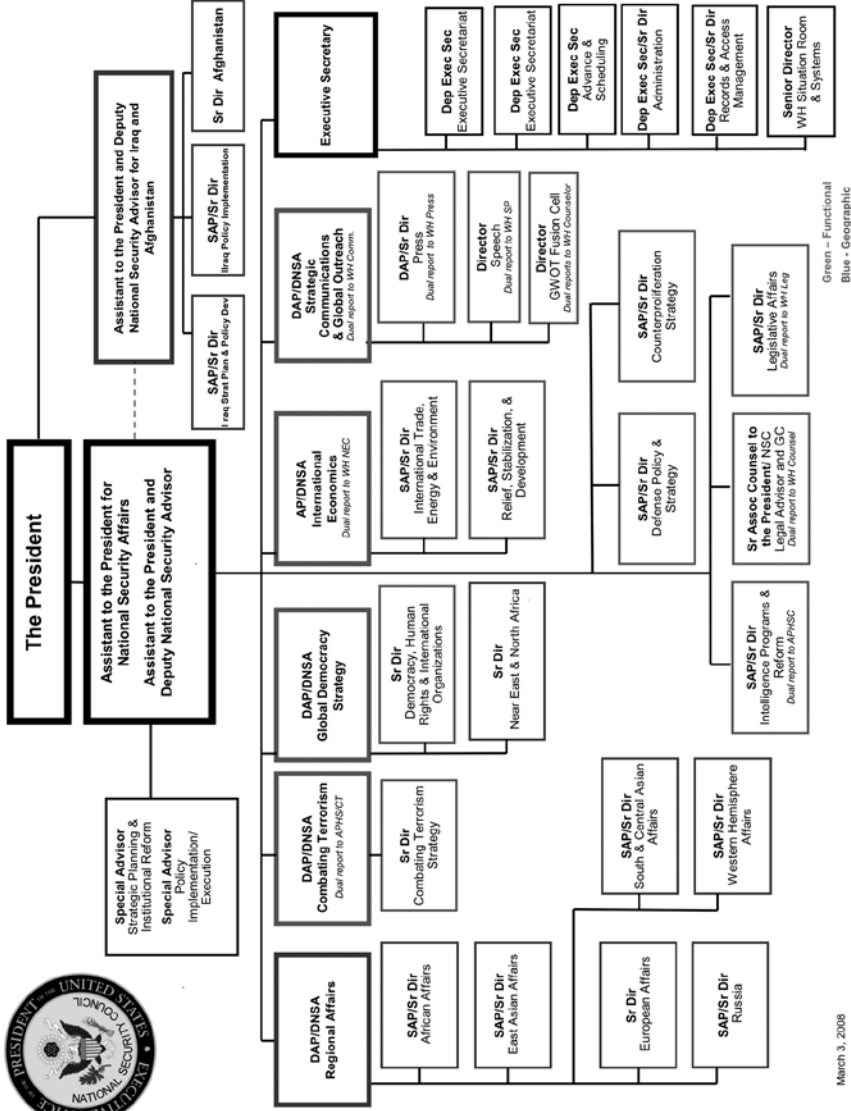 The President
Assistant to the President for
National Security Affairs
Assistant to the President and
Deputy National Security Advisor
Assistant to the President and Deputy
National Security Advisor for Iraq and
Afghanistan
SAP/Sr Dir
I raq Strat Plan & Policy Dev
SAP/Sr Dir
Ilraq Policy Implementation
Sr Dir Afghanistan
Special Advisor
Strategic Planning &
Institutional Reform
Special Advisor
Policy
Implementation/
Execution
PRESIDENT OF THE UNITED STATES
EXECUTIVE
NATIONAL SECURITY COUNCIL
DAP/DNSA
Regional Affairs
SAP/Sr Dir
African Affairs
SAP/Sr Dir
East Asian Affairs
Sr Dir
European Affairs
SAP/Sr Dir
Russia
SAP/Sr Dir
South & Central Asian
Affairs
SAP/Sr Dir
Western Hemisphere
Affairs
DAP/DNSA
Combating Terrorism
Dual report to APHS/CT
Sr Dir
Combating Terrorism
Strategy
DAP/DNSA
Global Democracy
Strategy
Sr Dir
Democracy, Human
Rights & International
Organizations
Sr Dir
Near East & North Africa
AP/DNSA
International
Economics
Dual report to WH NEC
SAP/Sr Dir
International Trade,
Energy & Environment
SAP/Sr Dir
Relief, Stabilization, &
Development
DAP/DNSA
Strategic
Communications
& Global Outreach
Dual report to WH Comm.
DAP/Sr Dir
Press
Dual report to WH Press
Director
Speech
Dual report to WH SP
Director
GWOT Fusion Cell
Dual reports to WH Counselor
Executive Secretary
Dep Exec Sec
Executive Secretariat
Dep Exec Sec
Executive Secretariat
Dep Exec Sec
Advance &
Scheduling
Dep Exec Sec/Sr Dir
Administration
Dep Exec Sec/Sr Dir
Records & Access
Management
Senior Director
WH Situation Room
& Systems
SAP/Sr Dir
Defense Policy &
Strategy
SAP/Sr Dir
Counterproliferation
Strategy
SAP/Sr Dir
Intelligence Programs &
Reform
Dual report to APHSC
Sr Assoc Counsel to
the President/ NSC
Legal Advisor and GC
Dual report to WH Counsel
SAP/Sr Dir
Legislative Affairs
Dual report to WH Leg
March 3, 2008
Green – Functional
Blue - Geographic